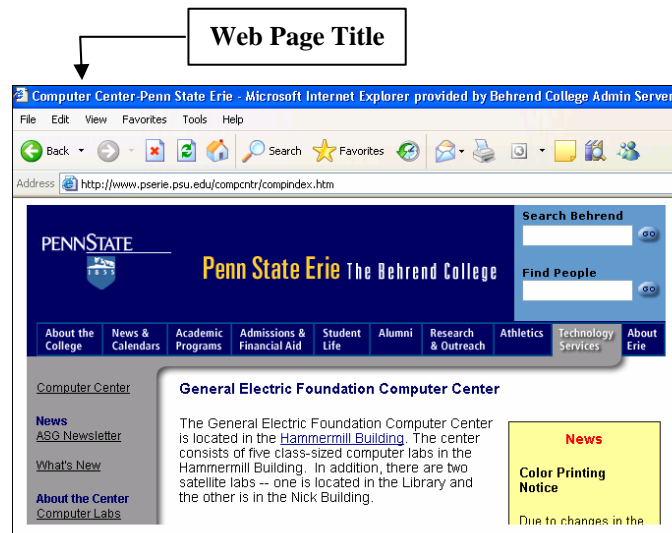 Web Page Title
Computer Center-Penn State Erie - Microsoft Internet Explorer provided by Behrend College Admin Server
File Edit View Favorites Tools Help
Back Search Favorites
Address http://www.pserie.psu.edu/compcntr/compindex.htm
PENNSTATE
1855
Penn State Erie The Behrend College
Search Behrend
GO
Find People
GO
About the College
News & Calendars
Academic Programs
Admissions & Financial Aid
Student Life
Alumni
Research & Outreach
Athletics
Technology Services
About Erie
Computer Center
News
ASG Newsletter
What's New
About the Center
Computer Labs
General Electric Foundation Computer Center
The General Electric Foundation Computer Center
is located in the Hammermill Building. The center
consists of five class-sized computer labs in the
Hammermill Building. In addition, there are two
satellite labs -- one is located in the Library and
the other is in the Nick Building.
News
Color Printing
Notice
Due to changes in the